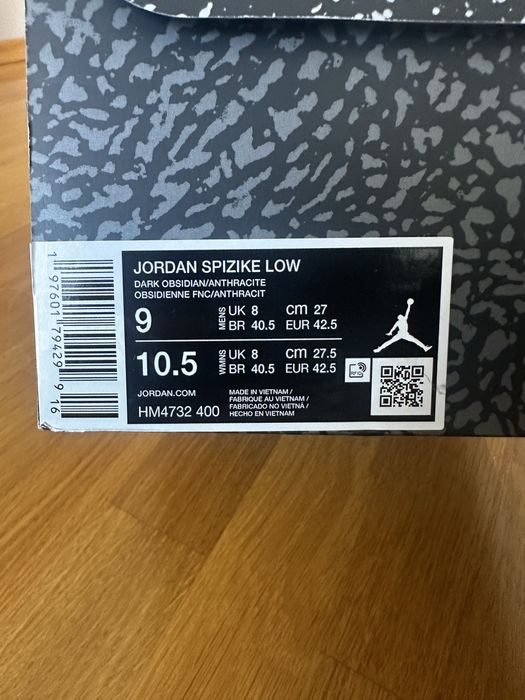 JORDAN SPIZIKE LOW
DARK OBSIDIAN/ANTHRACITE
OBSIDIENNE FNC/ANTHRACIT
9 MENS UK 8 cm 27
BR 40.5 EUR 42.5
10.5 WMNS UK 8 cm 27.5
BR 40.5 EUR 42.5
RFID
JORDAN.COM
HM4732 400
MADE IN VIETNAM /
FABRIQUÉ AU VIETNAM /
FABRICADO NO VIETNÃ /
HECHO EN VIETNAM
1 97601 79429 9 16